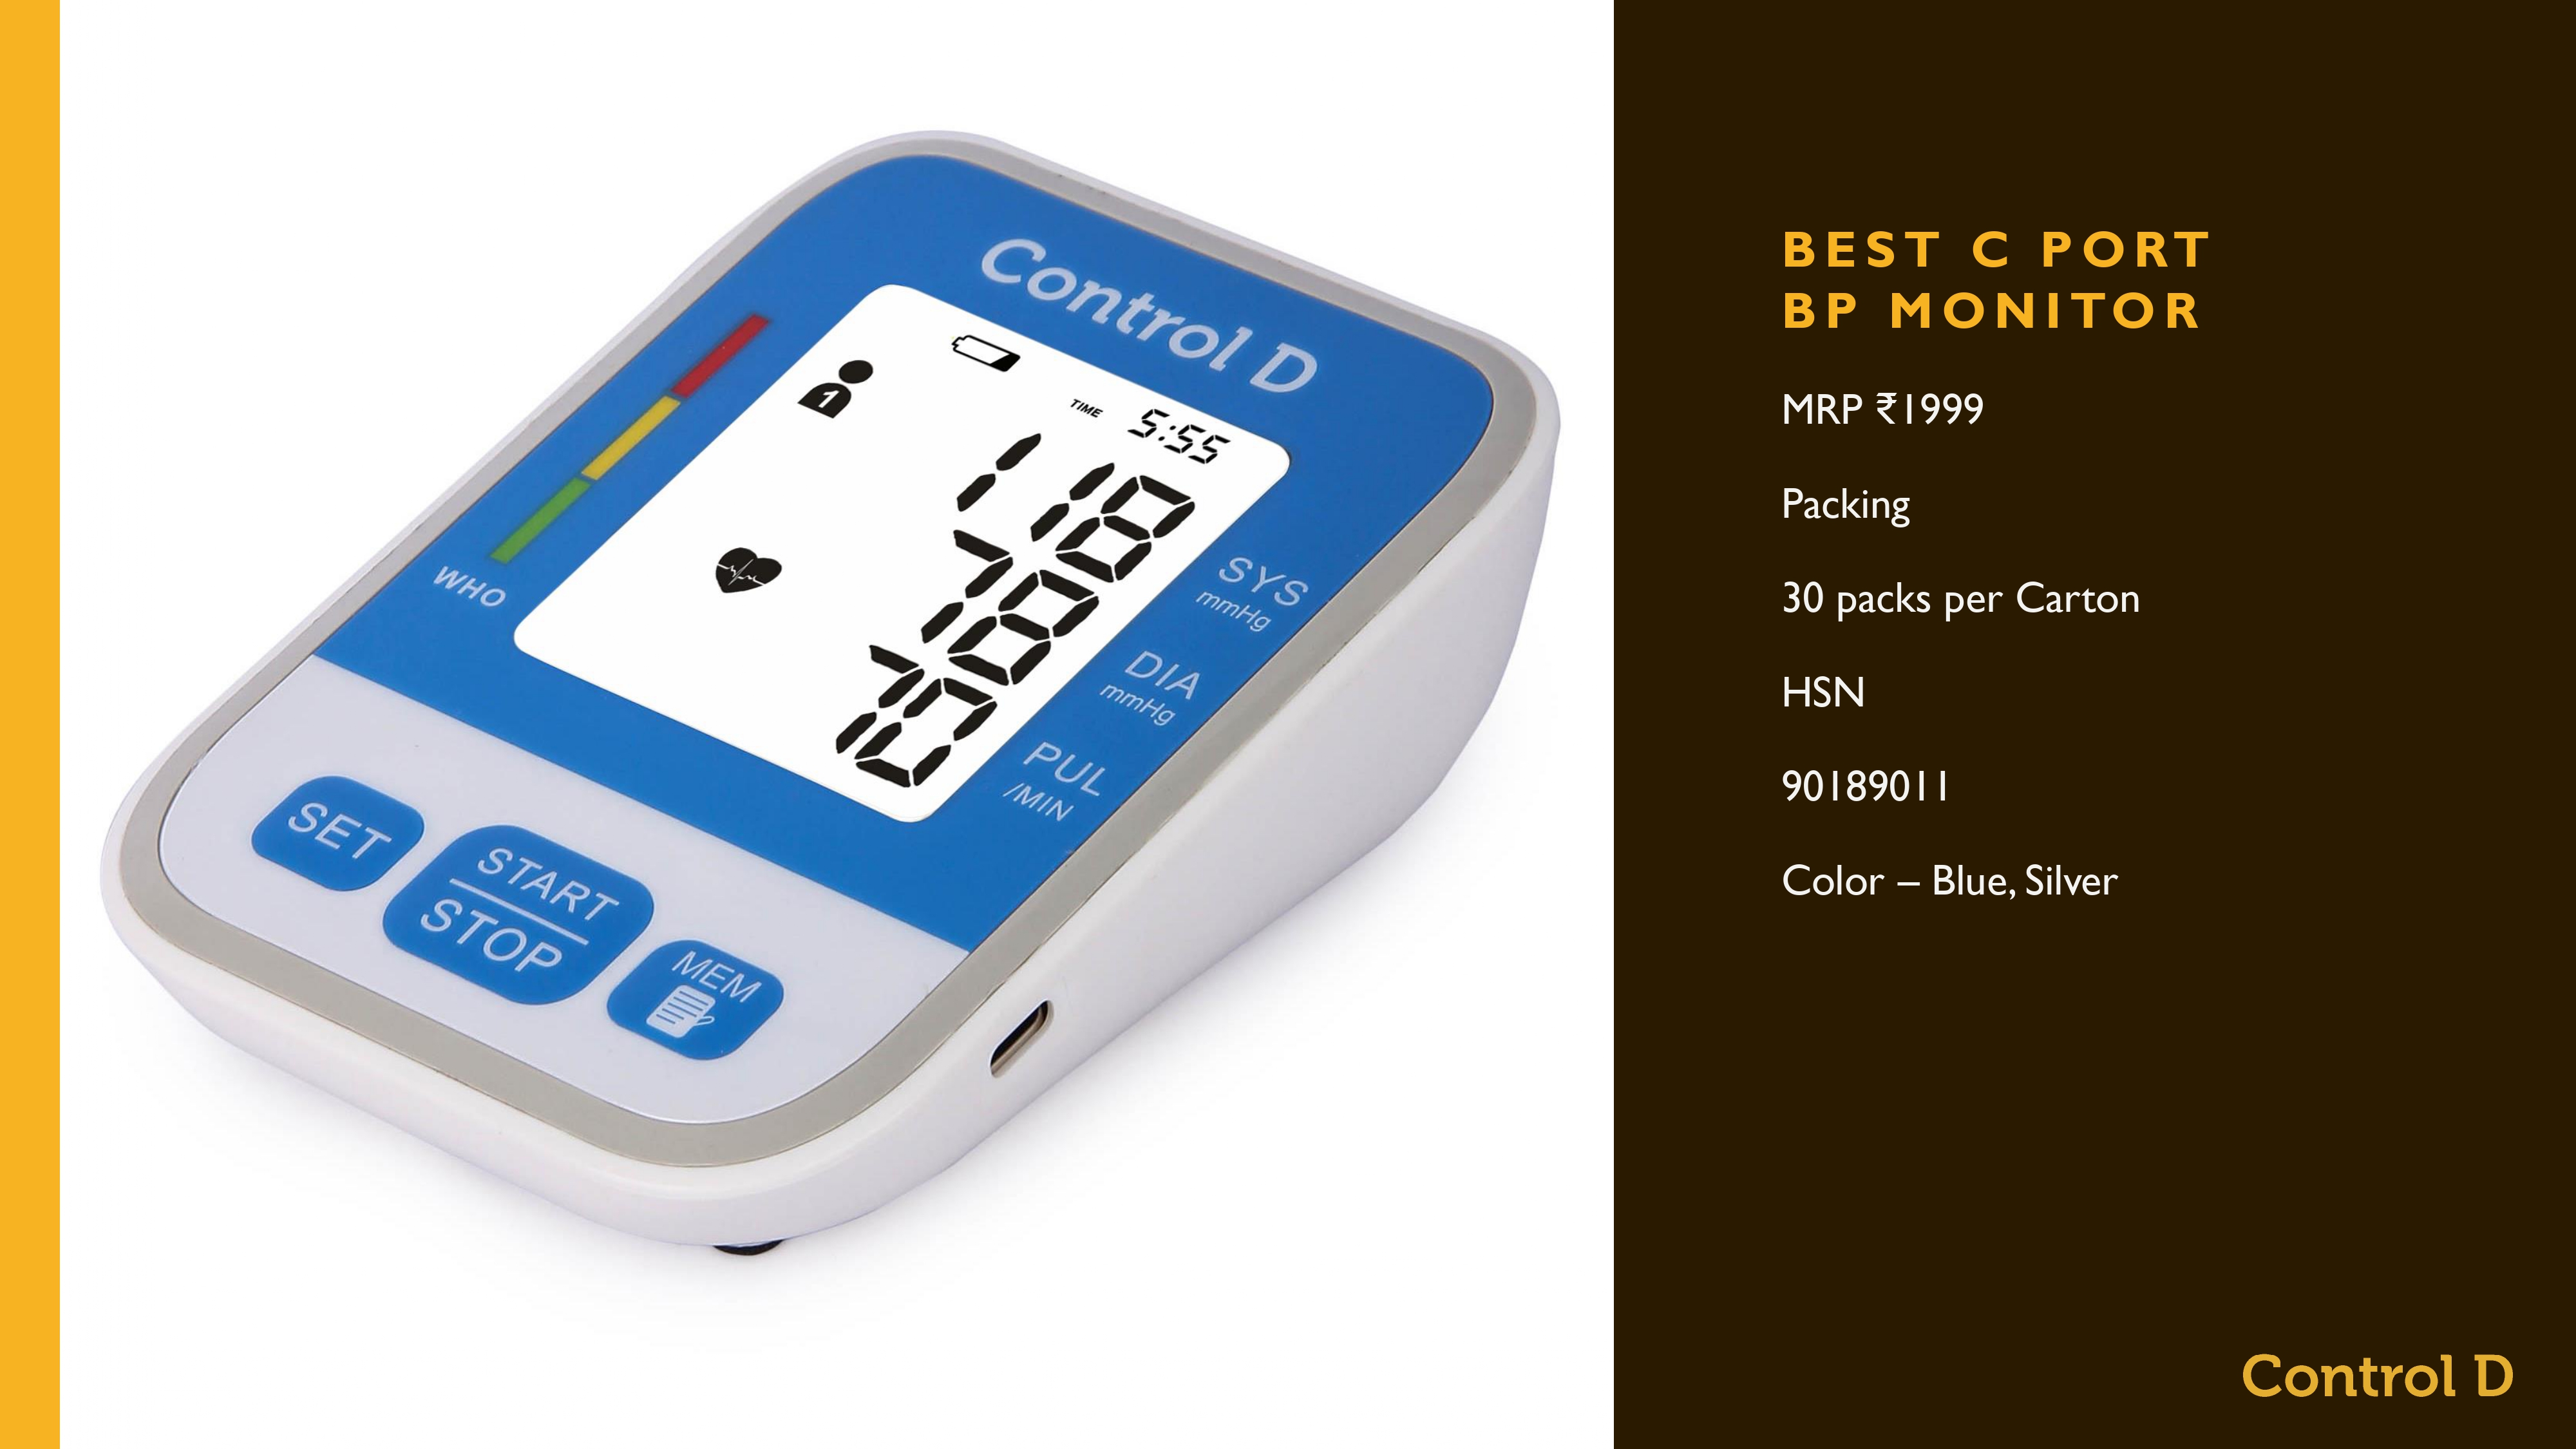 Control D
1
TIME 5:55
118
78
70
SYS
mmHg
DIA
mmHg
PUL
/MIN
WHO
SET
START
STOP
MEM
BEST C PORT
BP MONITOR
MRP ₹1999
Packing
30 packs per Carton
HSN
90189011
Color – Blue, Silver
Control D